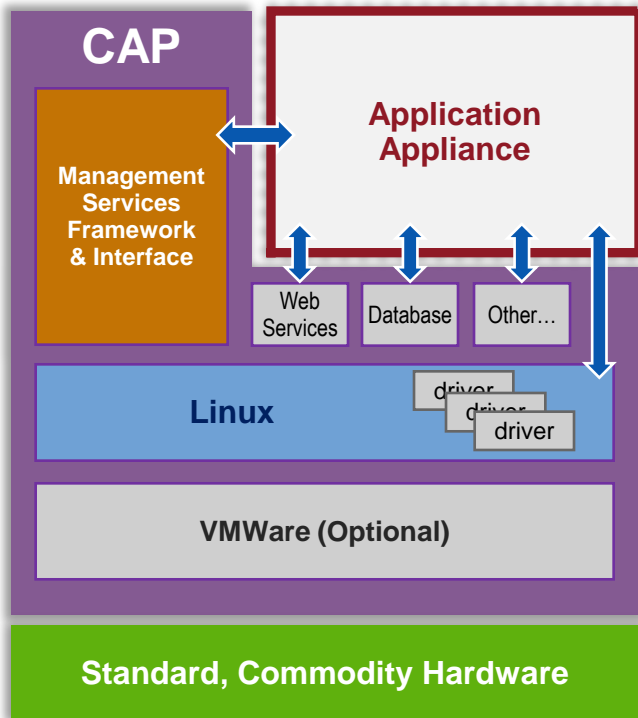 CAP
Application
Appliance
Management
Services
Framework
& Interface
Web
Services
Database
Other…
Linux
driver
driver
driver
VMWare (Optional)
Standard, Commodity Hardware